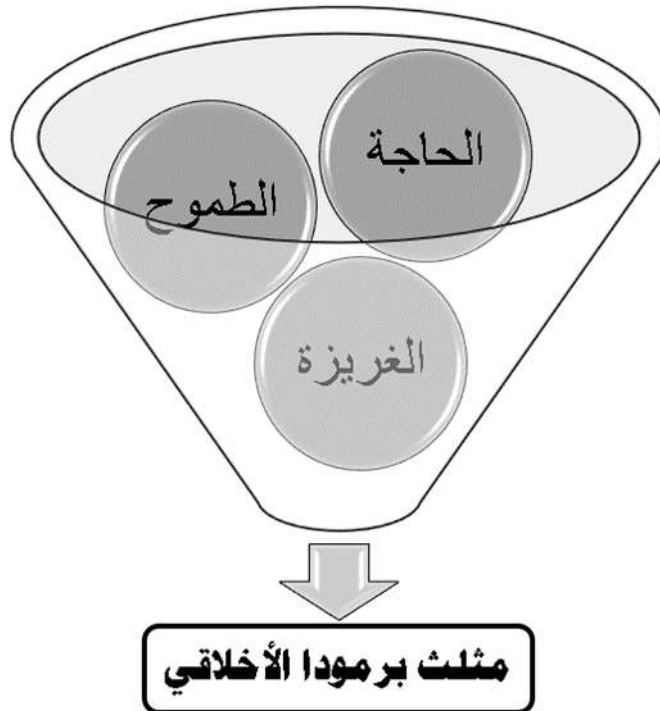 الحاجة
الطموح
الغريزة
مثلث برمودا الأخلاقي